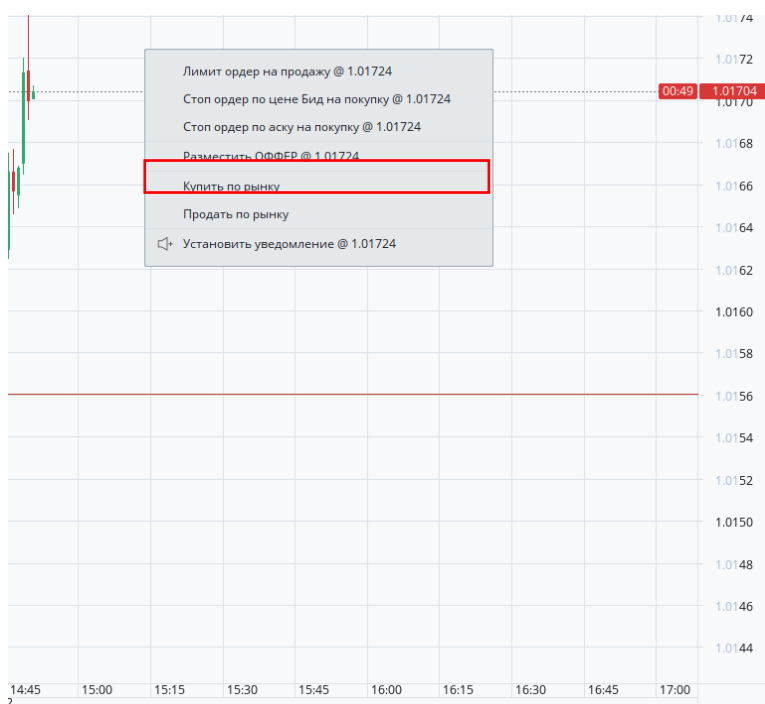 1.0174
1.0172
Лимит ордер на продажу @ 1.01724
00:49 1.01704
Стоп ордер по цене Бид на покупку @ 1.01724
1.0170
Стоп ордер по аску на покупку @ 1.01724
1.0168
Разместить ОФФЕР @ 1.01724
Купить по рынку
1.0166
Продать по рынку
1.0164
Установить уведомление @ 1.01724
1.0162
1.0160
1.0158
1.0156
1.0154
1.0152
1.0150
1.0148
1.0146
1.0144
14:45 15:00 15:15 15:30 15:45 16:00 16:15 16:30 16:45 17:00